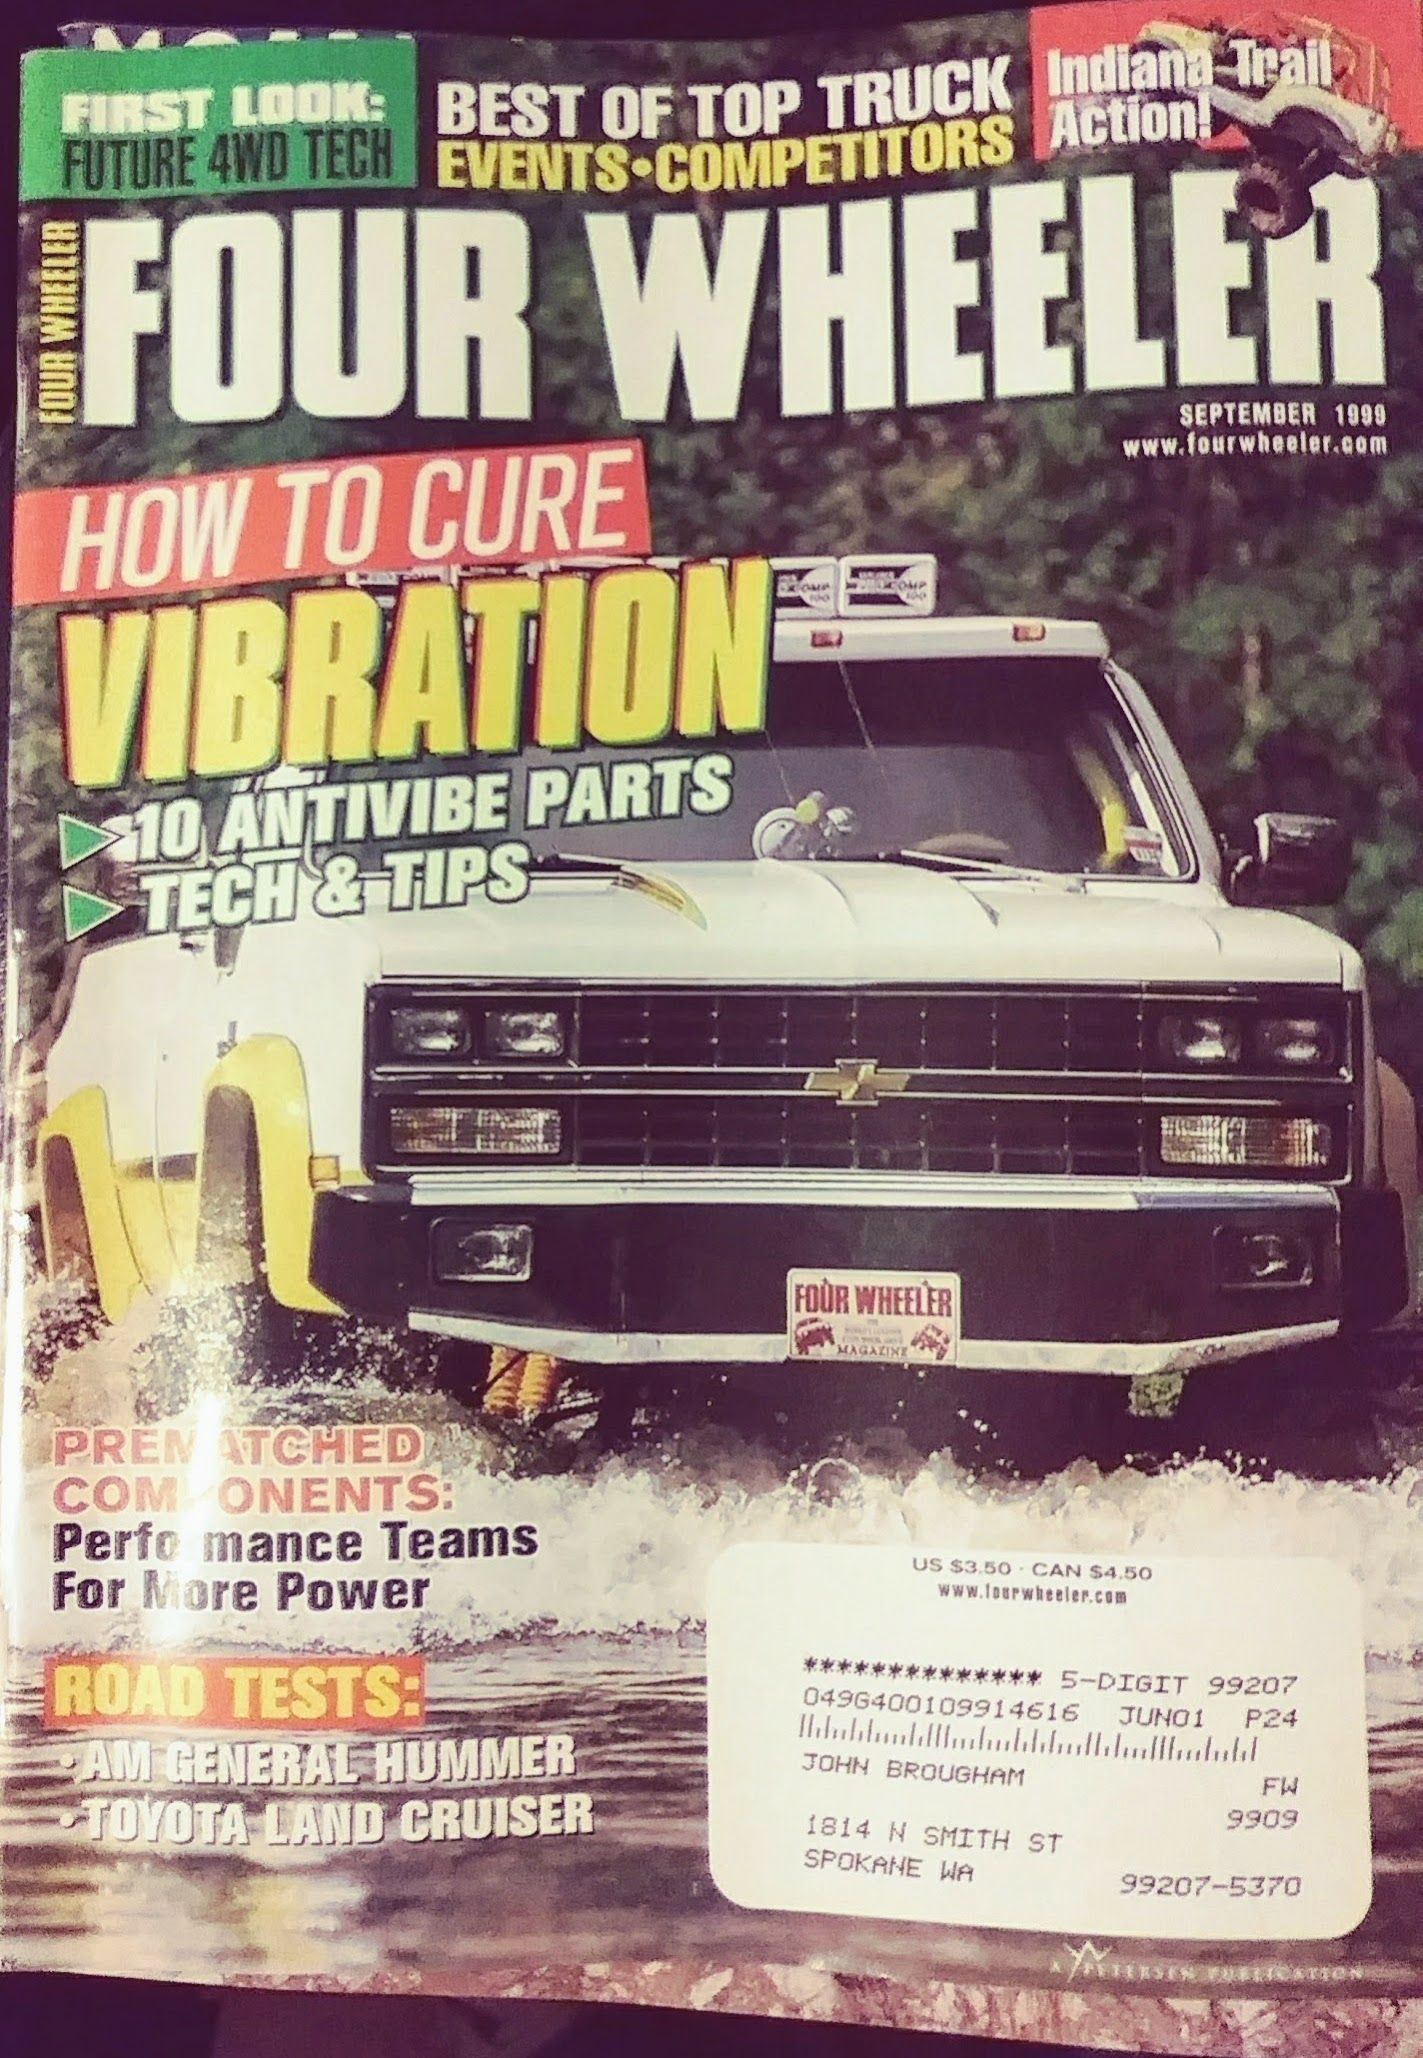 FIRST LOOK:
FUTURE 4WD TECH
BEST OF TOP TRUCK
EVENTS•COMPETITORS
Indiana Trail
Action!
FOUR WHEELER
FOUR WHEELER
SEPTEMBER 1999
www.fourwheeler.com
HOW TO CURE
VIBRATION
10 ANTIVIBE PARTS
TECH & TIPS
FOUR WHEELER
MAGAZINE
PREMATCHED
COMPONENTS:
Performance Teams
For More Power
ROAD TESTS:
•AM GENERAL HUMMER
•TOYOTA LAND CRUISER
US $3.50 · CAN $4.50
www.fourwheeler.com
************** 5-DIGIT 99207
049G400109914616 JUN01 P24
JOHN BROUGHAM
FW
9909
1814 N SMITH ST
SPOKANE WA
99207-5370
A PETERSEN PUBLICATION